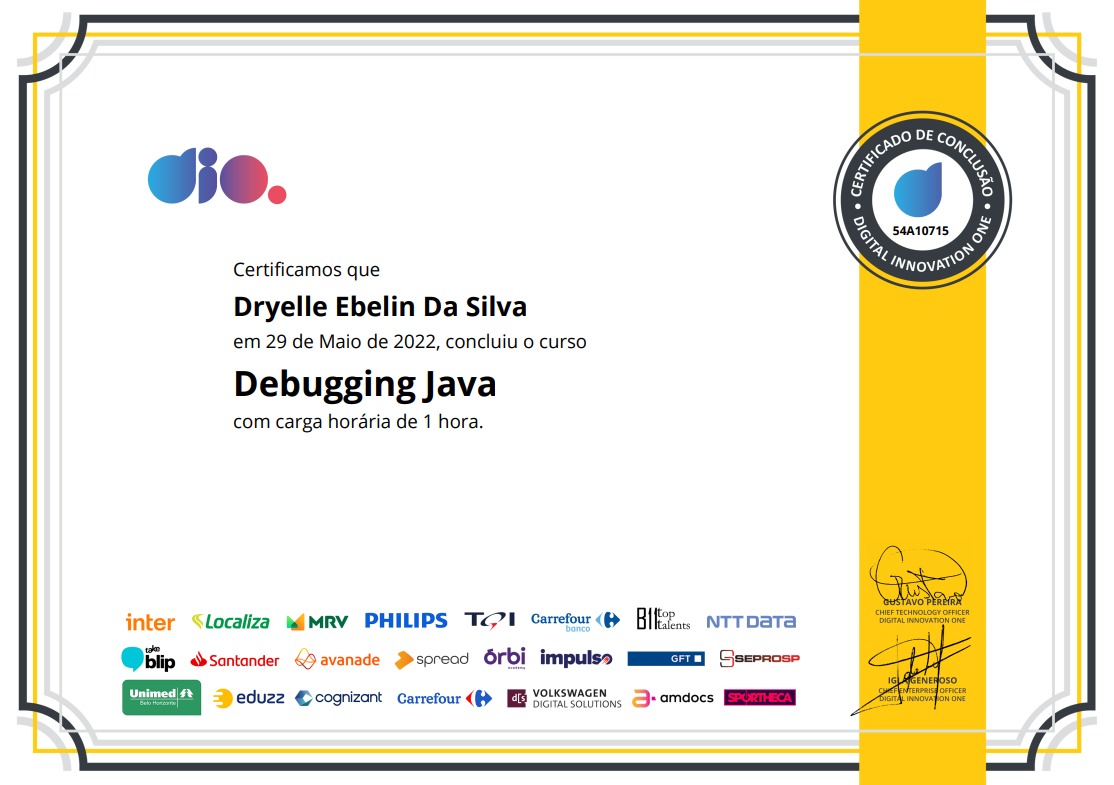 dio.
CERTIFICADO DE CONCLUSÃO
54A10715
DIGITAL INNOVATION ONE
Certificamos que
Dryelle Ebelin Da Silva
em 29 de Maio de 2022, concluiu o curso
Debugging Java
com carga horária de 1 hora.
GUSTAVO PEREIRA
CHIEF TECHNOLOGY OFFICER
DIGITAL INNOVATION ONE
inter Localiza MRV PHILIPS TQI Carrefour banco B11 top talents NTT DATA
take blip Santander avanade spread órbi academy impulso GFT SEPROSP
Unimed Belo Horizonte eduzz cognizant Carrefour d[s] VOLKSWAGEN DIGITAL SOLUTIONS amdocs SPORTHECA
GENEROSO
CHIEF ENTERPRISE OFFICER
DIGITAL INNOVATION ONE